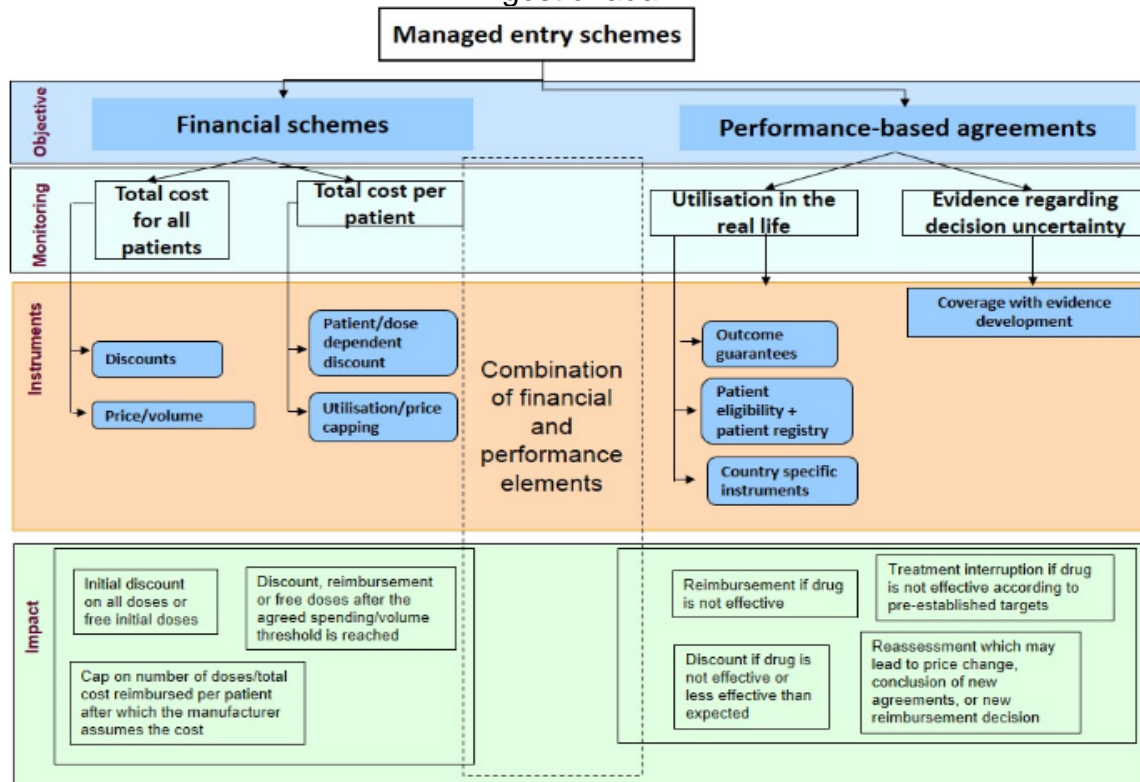 Managed entry schemes
Objective
Financial schemes
Performance-based agreements
Monitoring
Total cost
for all
patients
Total cost per
patient
Utilisation in the
real life
Evidence regarding
decision uncertainty
Instruments
Discounts
Price/volume
Patient/dose
dependent
discount
Utilisation/price
capping
Combination
of financial
and
performance
elements
Outcome
guarantees
Patient
eligibility +
patient registry
Country specific
instruments
Coverage with evidence
development
Impact
Initial discount
on all doses or
free initial doses
Discount, reimbursement
or free doses after the
agreed spending/volume
threshold is reached
Cap on number of doses/total
cost reimbursed per patient
after which the manufacturer
assumes the cost
Reimbursement if drug
is not effective
Treatment interruption if drug
is not effective according to
pre-established targets
Discount if drug is
not effective or
less effective than
expected
Reassessment which may
lead to price change,
conclusion of new
agreements, or new
reimbursement decision